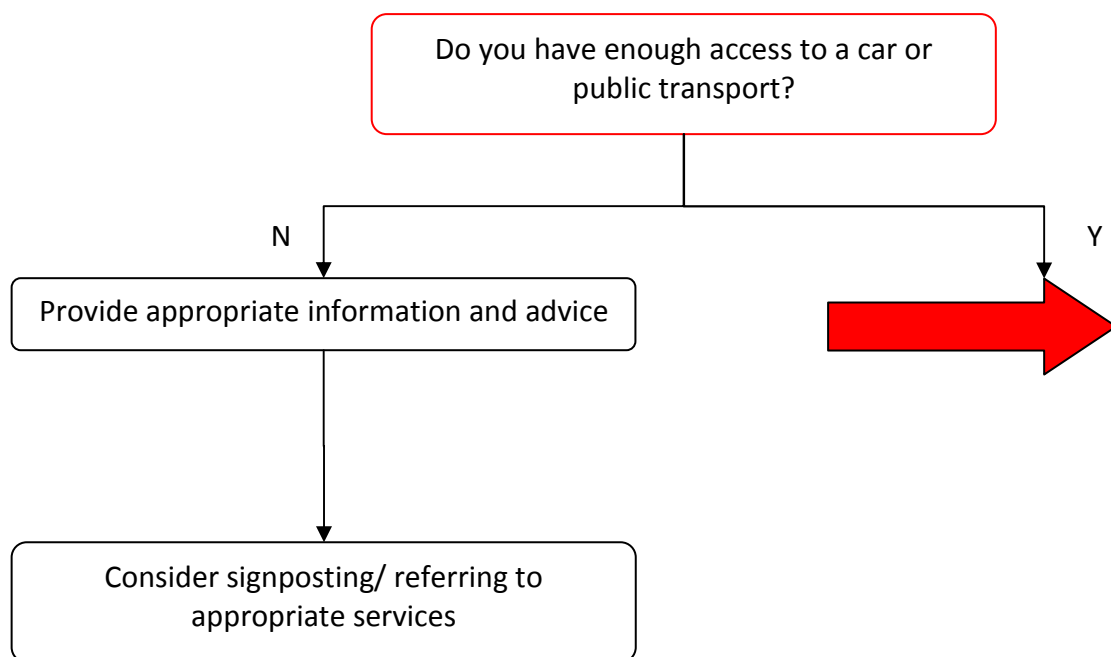 Do you have enough access to a car or
public transport?
N
Y
Provide appropriate information and advice
Consider signposting/ referring to
appropriate services